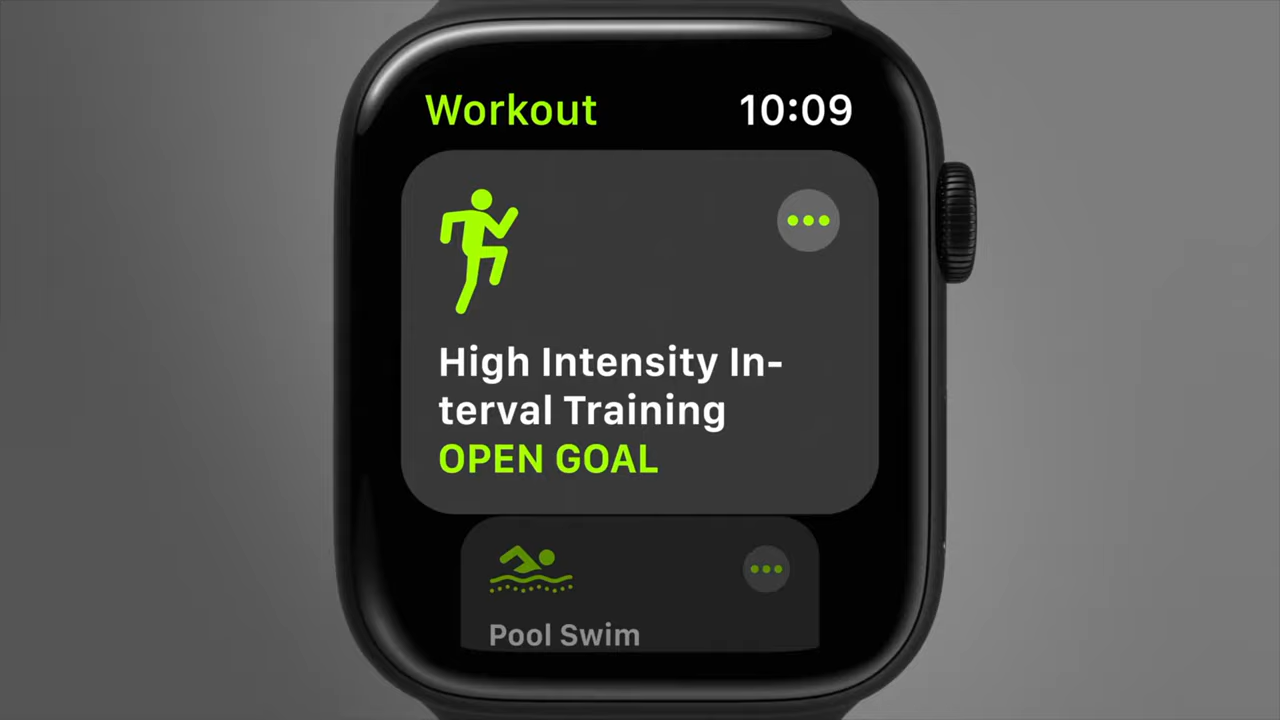 Workout
10:09
High Intensity In-
terval Training
OPEN GOAL
Pool Swim